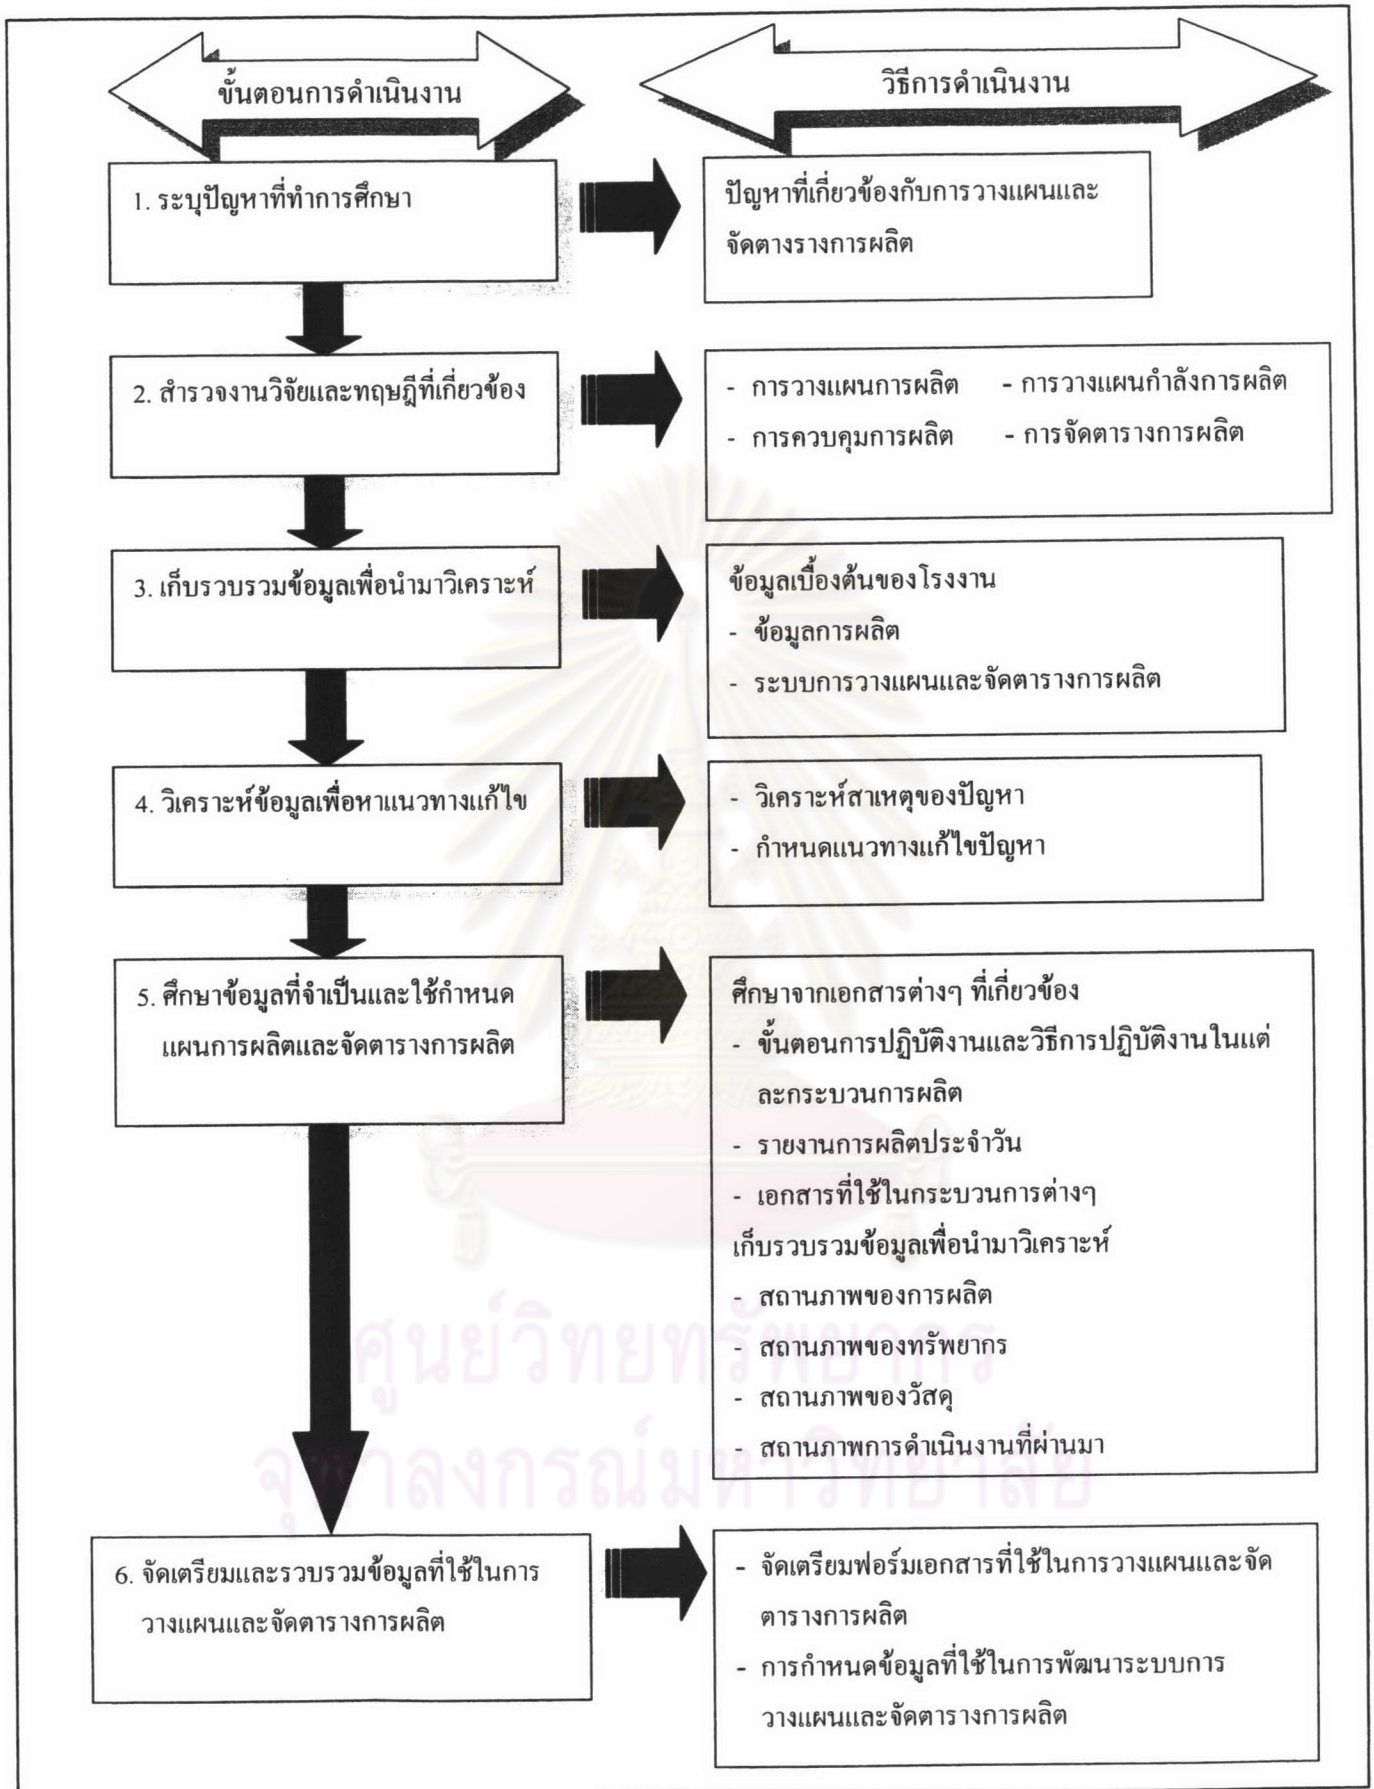 ขั้นตอนการดำเนินงาน
วิธีการดำเนินงาน
1. ระบุปัญหาที่ทำการศึกษา
ปัญหาที่เกี่ยวข้องกับการวางแผนและ
จัดตางรางการผลิต
2. สำรวจงานวิจัยและทฤษฎีที่เกี่ยวข้อง
- การวางแผนการผลิต - การวางแผนกำลังการผลิต
- การควบคุมการผลิต - การจัดตารางการผลิต
3. เก็บรวบรวมข้อมูลเพื่อนำมาวิเคราะห์
ข้อมูลเบื้องต้นของโรงงาน
- ข้อมูลการผลิต
- ระบบการวางแผนและจัดตารางการผลิต
4. วิเคราะห์ข้อมูลเพื่อหาแนวทางแก้ไข
- วิเคราะห์สาเหตุของปัญหา
- กำหนดแนวทางแก้ไขปัญหา
5. ศึกษาข้อมูลที่จำเป็นและใช้กำหนด
แผนการผลิตและจัดตารางการผลิต
ศึกษาจากเอกสารต่างๆ ที่เกี่ยวข้อง
- ขั้นตอนการปฏิบัติงานและวิธีการปฏิบัติงานในแต่
ละกระบวนการผลิต
- รายงานการผลิตประจำวัน
- เอกสารที่ใช้ในกระบวนการต่างๆ
เก็บรวบรวมข้อมูลเพื่อนำมาวิเคราะห์
- สถานภาพของการผลิต
- สถานภาพของทรัพยากร
- สถานภาพของวัสดุ
- สถานภาพการดำเนินงานที่ผ่านมา
ศูนย์วิทยทรัพยากร
จุฬาลงกรณ์มหาวิทยาลัย
6. จัดเตรียมและรวบรวมข้อมูลที่ใช้ในการ
วางแผนและจัดตารางการผลิต
- จัดเตรียมฟอร์มเอกสารที่ใช้ในการวางแผนและจัด
ตารางการผลิต
- การกำหนดข้อมูลที่ใช้ในการพัฒนาระบบการ
วางแผนและจัดตารางการผลิต